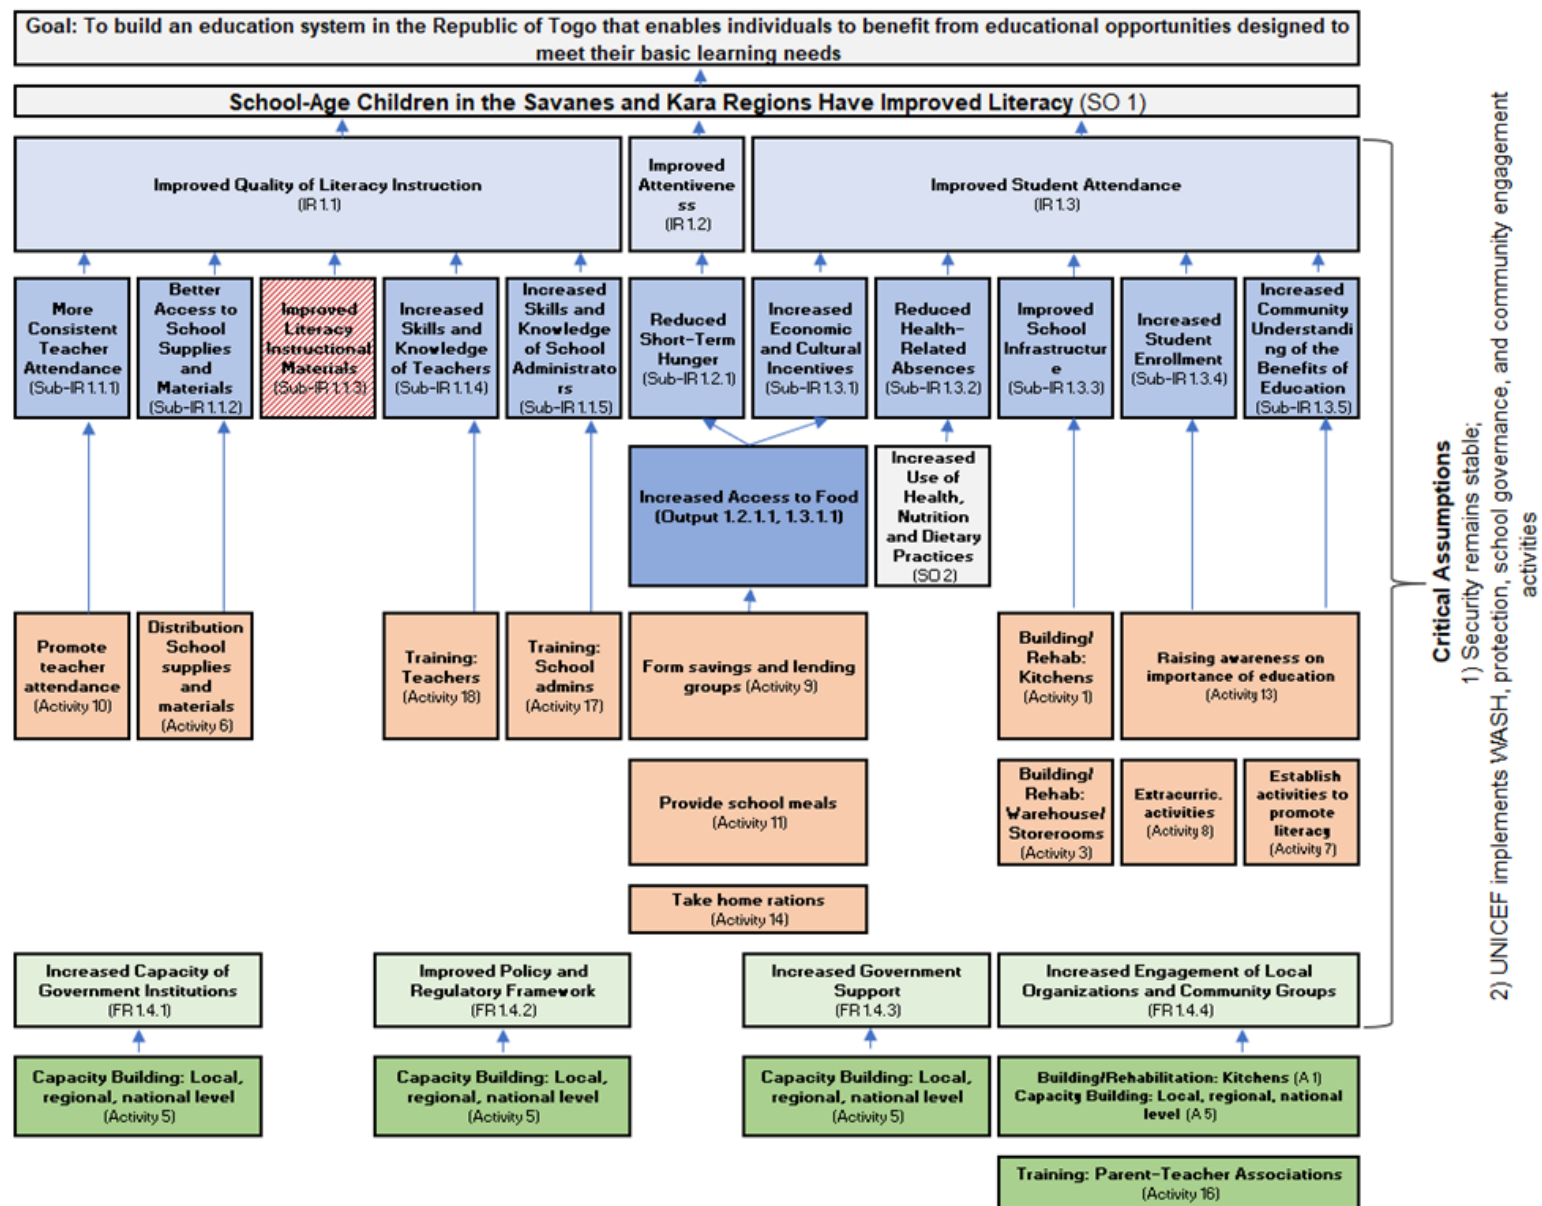 Goal: To build an education system in the Republic of Togo that enables individuals to benefit from educational opportunities designed to
meet their basic learning needs
School-Age Children in the Savanes and Kara Regions Have Improved Literacy (SO 1)
Improved Quality of Literacy Instruction
(IR 1.1)
Improved
Attentivene
ss
(IR 1.2)
Improved Student Attendance
(IR 1.3)
More
Consistent
Teacher
Attendance
(Sub-IR 1.1.1)
Better
Access to
School
Supplies
and
Materials
(Sub-IR 1.1.2)
Improved
Literacy
Instructional
Materials
(Sub-IR 1.1.3)
Increased
Skills and
Knowledge
of Teachers
(Sub-IR 1.1.4)
Increased
Skills and
Knowledge
of School
Administrato
rs
(Sub-IR 1.1.5)
Reduced
Short-Term
Hunger
(Sub-IR 1.2.1)
Increased
Economic
and Cultural
Incentives
(Sub-IR 1.3.1)
Reduced
Health-
Related
Absences
(Sub-IR 1.3.2)
Improved
School
Infrastructur
e
(Sub-IR 1.3.3)
Increased
Student
Enrollment
(Sub-IR 1.3.4)
Increased
Community
Understandi
ng of the
Benefits of
Education
(Sub-IR 1.3.5)
Increased Access to Food
(Output 1.2.1.1, 1.3.1.1)
Increased
Use of
Health,
Nutrition
and Dietary
Practices
(SO 2)
Promote
teacher
attendance
(Activity 10)
Distribution
School
supplies
and
materials
(Activity 6)
Training:
Teachers
(Activity 18)
Training:
School
admins
(Activity 17)
Form savings and lending
groups (Activity 9)
Building/
Rehab:
Kitchens
(Activity 1)
Raising awareness on
importance of education
(Activity 13)
Provide school meals
(Activity 11)
Building/
Rehab:
Warehouse/
Storerooms
(Activity 3)
Extracurric.
activities
(Activity 8)
Establish
activities to
promote
literacy
(Activity 7)
Take home rations
(Activity 14)
Increased Capacity of
Government Institutions
(FR 1.4.1)
Improved Policy and
Regulatory Framework
(FR 1.4.2)
Increased Government
Support
(FR 1.4.3)
Increased Engagement of Local
Organizations and Community Groups
(FR 1.4.4)
Capacity Building: Local,
regional, national level
(Activity 5)
Capacity Building: Local,
regional, national level
(Activity 5)
Capacity Building: Local,
regional, national level
(Activity 5)
Building/Rehabilitation: Kitchens (A 1)
Capacity Building: Local, regional, national
level (A 5)
Training: Parent-Teacher Associations
(Activity 16)
Critical Assumptions
1) Security remains stable;
2) UNICEF implements WASH, protection, school governance, and community engagement
activities